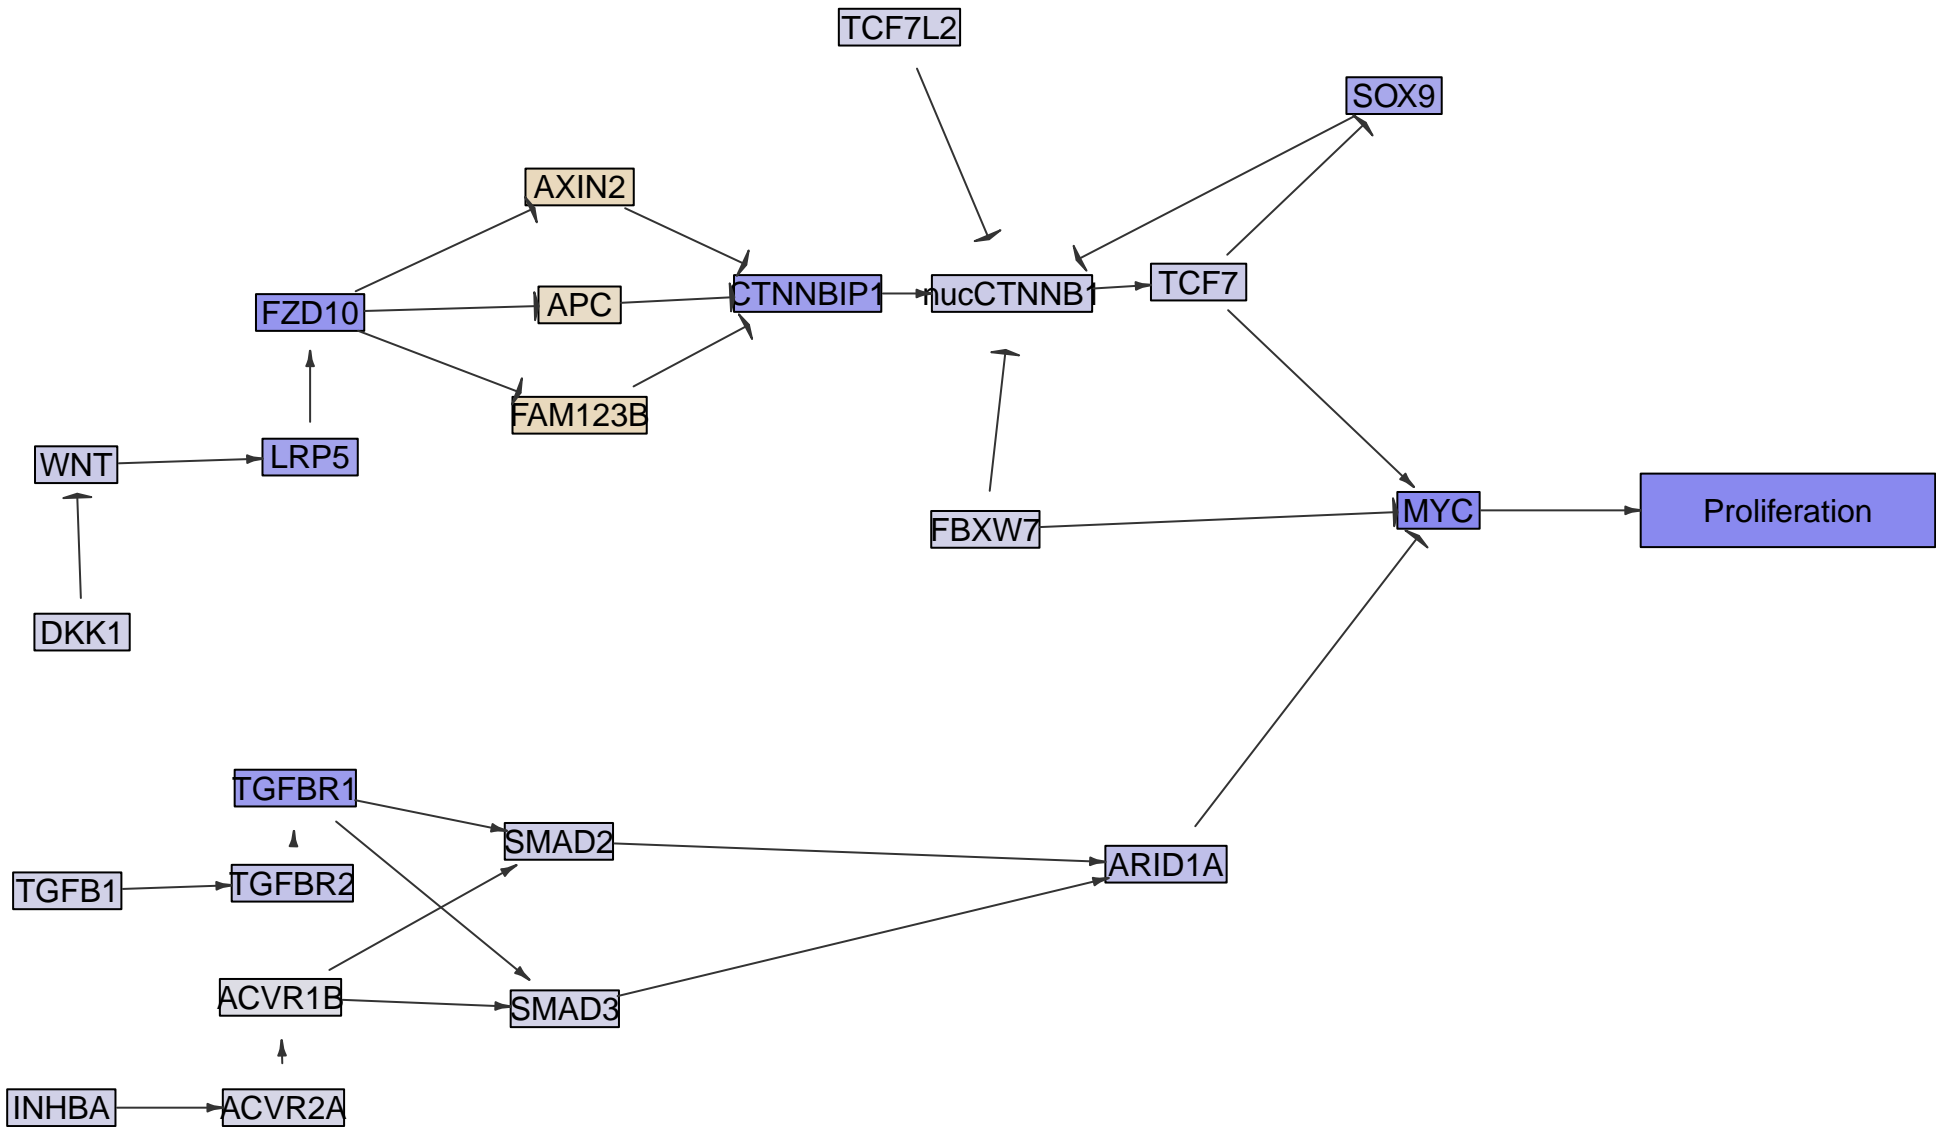 TCF7L2
SOX9
AXIN2
FZD10
APC
CTNNBIP1
nucCTNNB1
TCF7
FAM123B
WNT
LRP5
FBXW7
MYC
Proliferation
DKK1
TGFBR1
SMAD2
TGFB1
TGFBR2
ARID1A
ACVR1B
SMAD3
INHBA
ACVR2A